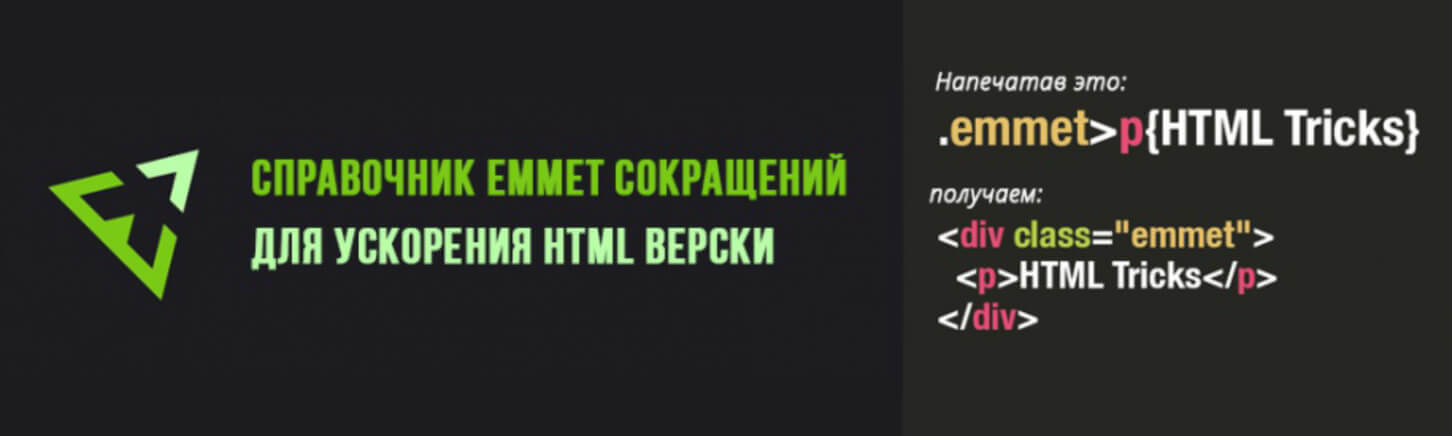 СПРАВОЧНИК EMMET СОКРАЩЕНИЙ
ДЛЯ УСКОРЕНИЯ HTML ВЕРСКИ
Напечатав это:
.emmet>p{HTML Tricks}
получаем:
<div class="emmet">
<p>HTML Tricks</p>
</div>